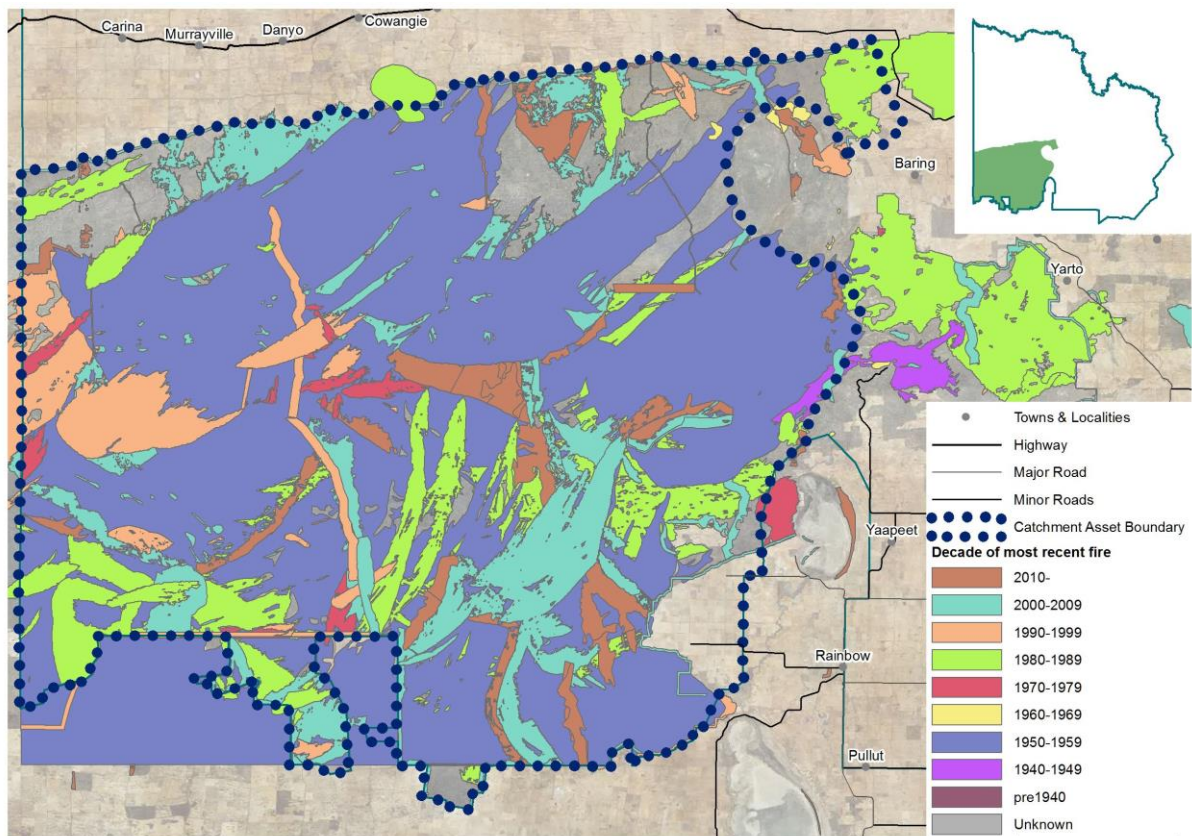 Carina
Murrayville
Danyo
Cowangie
Baring
Yarto
Yaapeet
Rainbow
Pullut
Towns & Localities
Highway
Major Road
Minor Roads
Catchment Asset Boundary
Decade of most recent fire
2010-
2000-2009
1990-1999
1980-1989
1970-1979
1960-1969
1950-1959
1940-1949
pre1940
Unknown